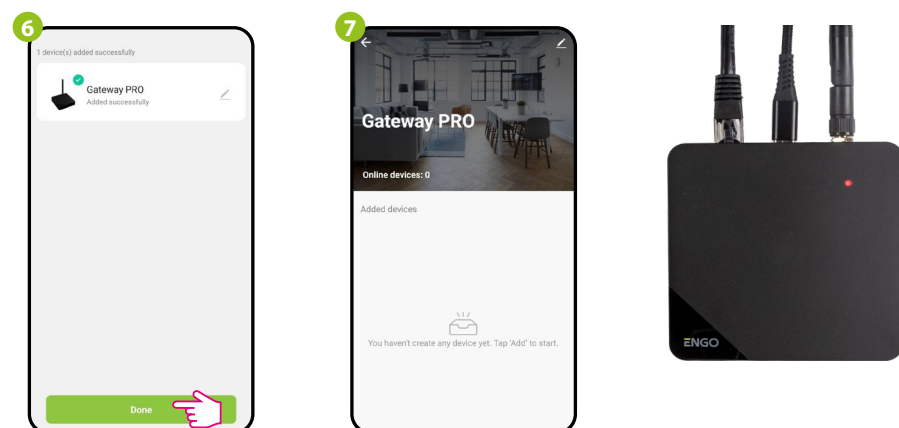 6
1 device(s) added successfully
Gateway PRO
Added successfully
Done
7
Gateway PRO
Online devices: 0
Added devices
You haven't create any device yet. Tap 'Add' to start.
ENGO